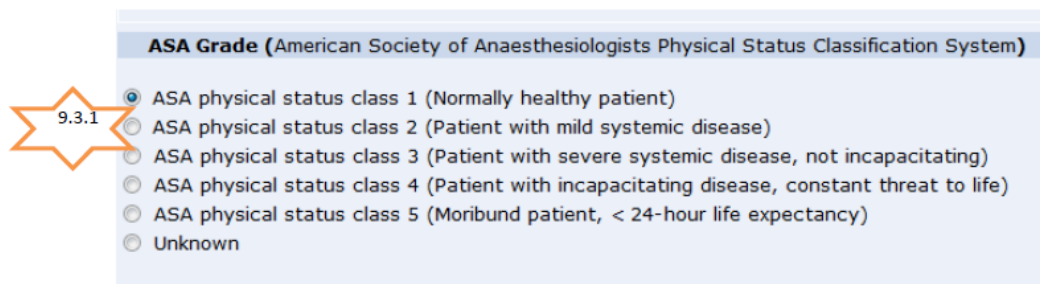 ASA Grade (American Society of Anaesthesiologists Physical Status Classification System)
9.3.1
ASA physical status class 1 (Normally healthy patient)
ASA physical status class 2 (Patient with mild systemic disease)
ASA physical status class 3 (Patient with severe systemic disease, not incapacitating)
ASA physical status class 4 (Patient with incapacitating disease, constant threat to life)
ASA physical status class 5 (Moribund patient, < 24-hour life expectancy)
Unknown